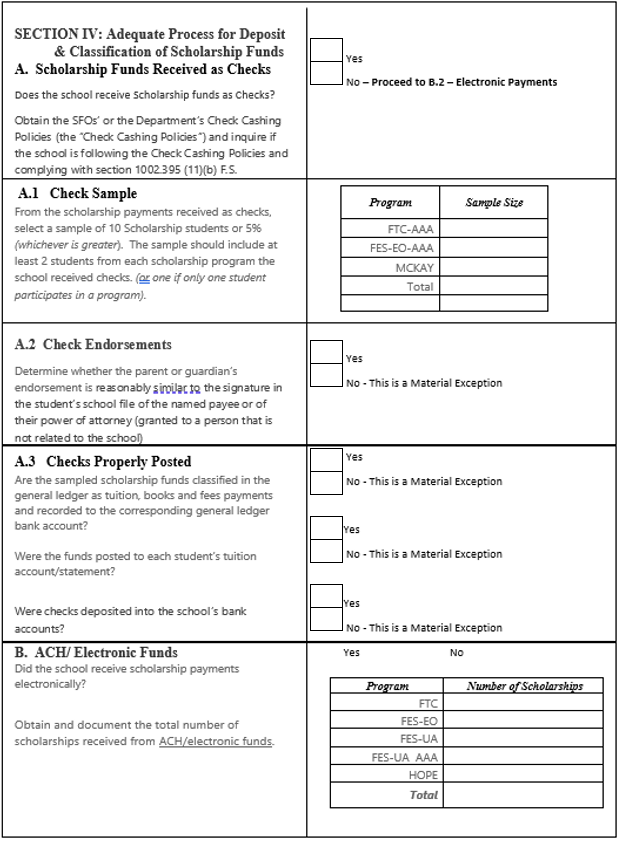 SECTION IV: Adequate Process for Deposit
& Classification of Scholarship Funds
A. Scholarship Funds Received as Checks
Does the school receive Scholarship funds as Checks?
Obtain the SFOs' or the Department's Check Cashing
Policies (the "Check Cashing Policies") and inquire if
the school is following the Check Cashing Policies and
complying with section 1002.395 (11)(b) F.S.
Yes
No – Proceed to B.2 – Electronic Payments
A.1 Check Sample
From the scholarship payments received as checks,
select a sample of 10 Scholarship students or 5%
(whichever is greater). The sample should include at
least 2 students from each scholarship program the
school received checks. (or one if only one student
participates in a program).
Program Sample Size
FTC-AAA
FES-EO-AAA
MCKAY
Total
A.2 Check Endorsements
Determine whether the parent or guardian's
endorsement is reasonably similar to the signature in
the student's school file of the named payee or of
their power of attorney (granted to a person that is
not related to the school)
Yes
No - This is a Material Exception
A.3 Checks Properly Posted
Are the sampled scholarship funds classified in the
general ledger as tuition, books and fees payments
and recorded to the corresponding general ledger
bank account?
Yes
No - This is a Material Exception
Were the funds posted to each student's tuition
account/statement?
Yes
No - This is a Material Exception
Were checks deposited into the school's bank
accounts?
Yes
No - This is a Material Exception
B. ACH/ Electronic Funds
Did the school receive scholarship payments
electronically?
Yes No
Obtain and document the total number of
scholarships received from ACH/electronic funds.
Program Number of Scholarships
FTC
FES-EO
FES-UA
FES-UA AAA
HOPE
Total